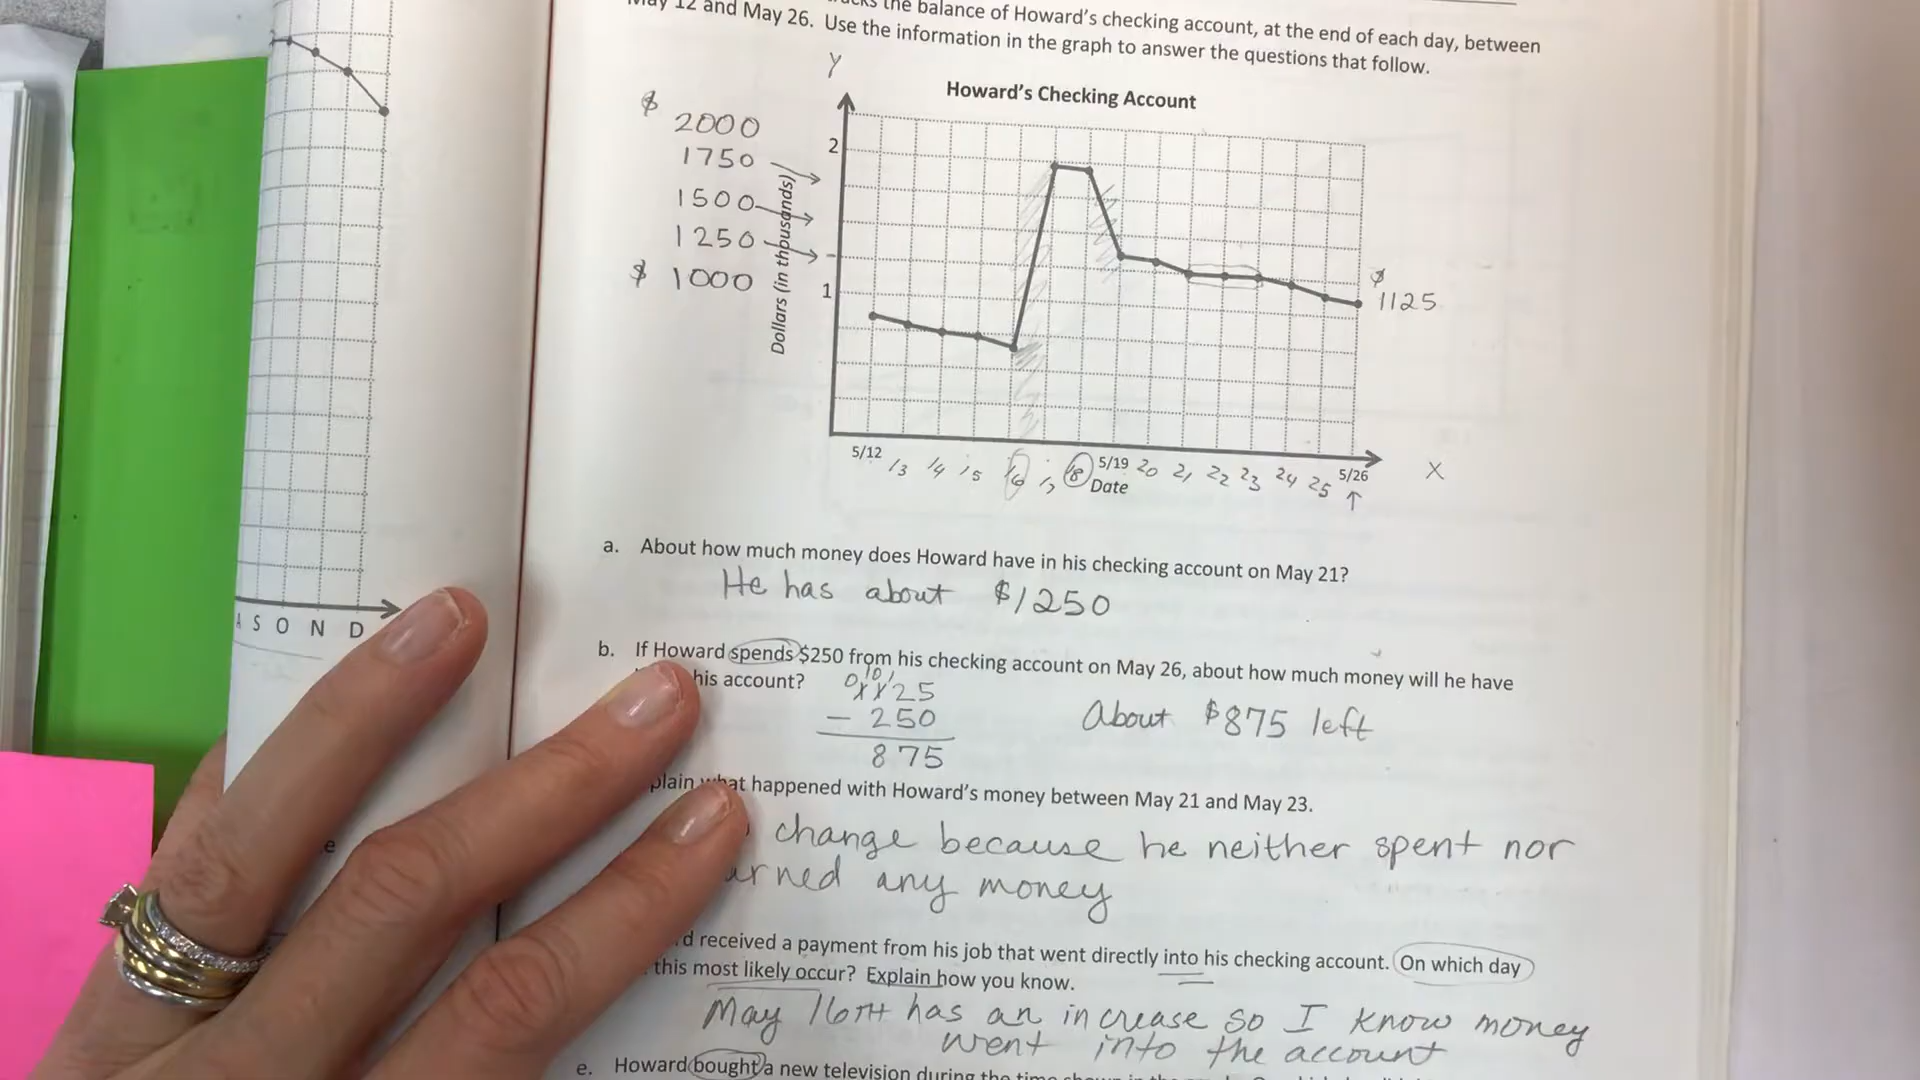 the balance of Howard's checking account, at the end of each day, between
May 12 and May 26. Use the information in the graph to answer the questions that follow.
Y
Howard's Checking Account
$
2000
1750
1500
1250
$ 1000
Dollars (in thousands)
2
1
$
1125
5/12 13 14 15 16 17 18 5/19 20 21 22 23 24 25 5/26
Date
X
S O N D
a. About how much money does Howard have in his checking account on May 21?
He has about $1250
b. If Howard spends $250 from his checking account on May 26, about how much money will he have
his account?
0 10 1
1125
- 250
875
About $875 left
what happened with Howard's money between May 21 and May 23.
change because he neither spent nor
any money
received a payment from his job that went directly into his checking account. On which day
this most likely occur? Explain how you know.
May 16TH has an increase so I know money
went into the account
e. Howard bought a new television during the time shown in the